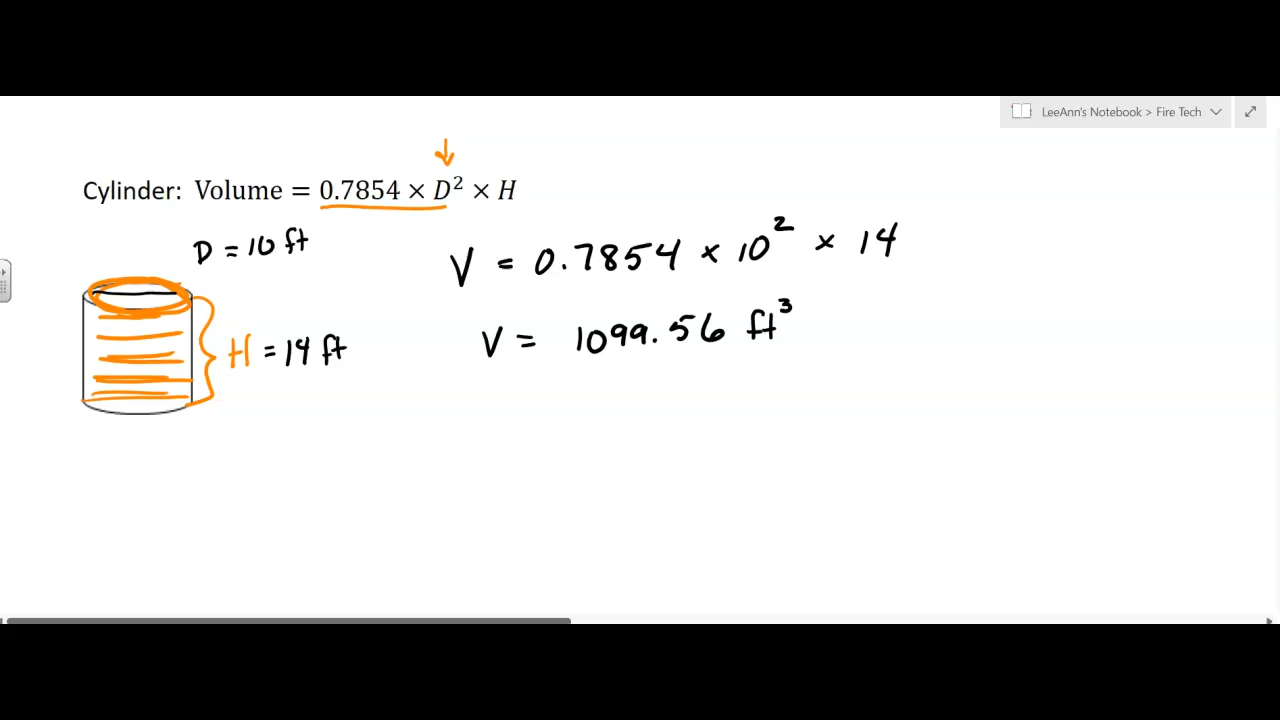 LeeAnn's Notebook > Fire Tech
Cylinder: Volume = 0.7854 × D² × H
D = 10 ft
V = 0.7854 × 10² × 14
H = 14 ft
V = 1099.56 ft³